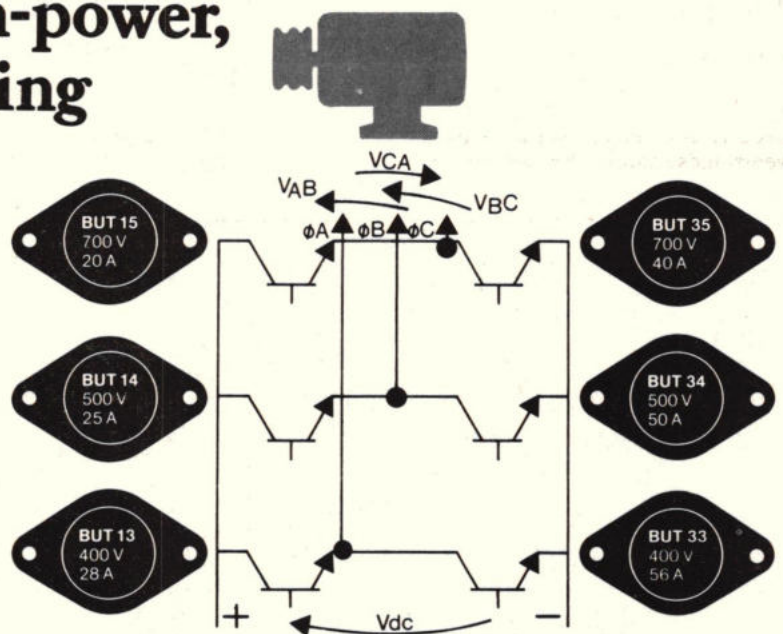 -power,
ing
VCA
VAB
VBC
φA
φB
φC
BUT 15
700 V
20 A
BUT 35
700 V
40 A
BUT 14
500 V
25 A
BUT 34
500 V
50 A
BUT 13
400 V
28 A
BUT 33
400 V
56 A
+
Vdc
−